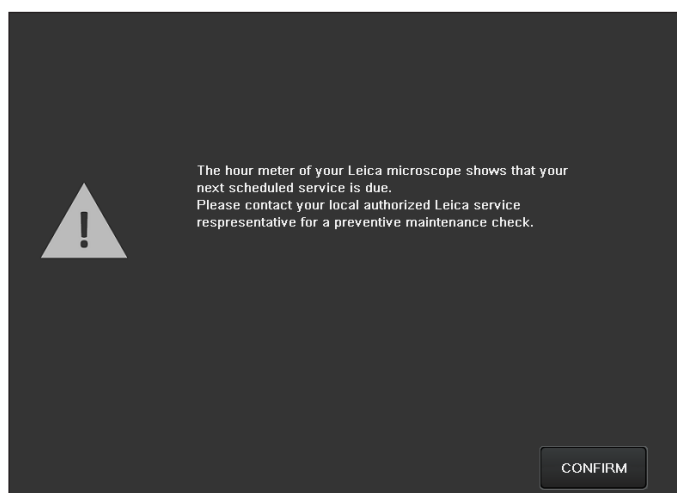 The hour meter of your Leica microscope shows that your
next scheduled service is due.
Please contact your local authorized Leica service
respresentative for a preventive maintenance check.
!
CONFIRM